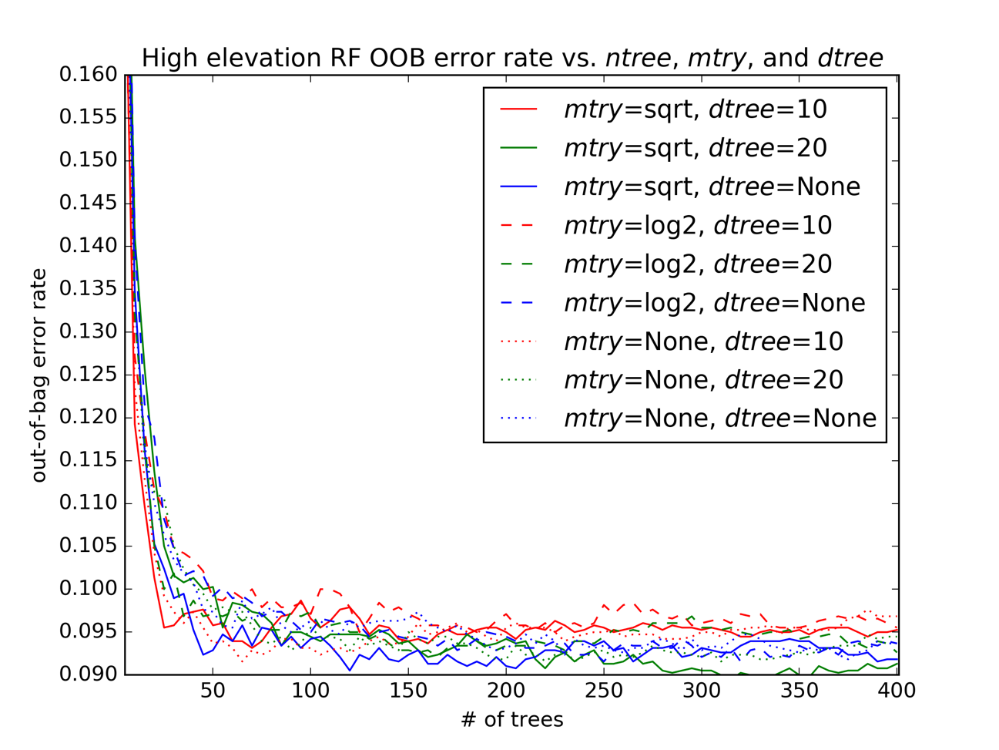 High elevation RF OOB error rate vs. ntree, mtry, and dtree
0.160
0.155
0.150
0.145
0.140
0.135
0.130
0.125
0.120
0.115
0.110
0.105
0.100
0.095
0.090
out-of-bag error rate
mtry=sqrt, dtree=10
mtry=sqrt, dtree=20
mtry=sqrt, dtree=None
mtry=log2, dtree=10
mtry=log2, dtree=20
mtry=log2, dtree=None
mtry=None, dtree=10
mtry=None, dtree=20
mtry=None, dtree=None
50 100 150 200 250 300 350 400
# of trees